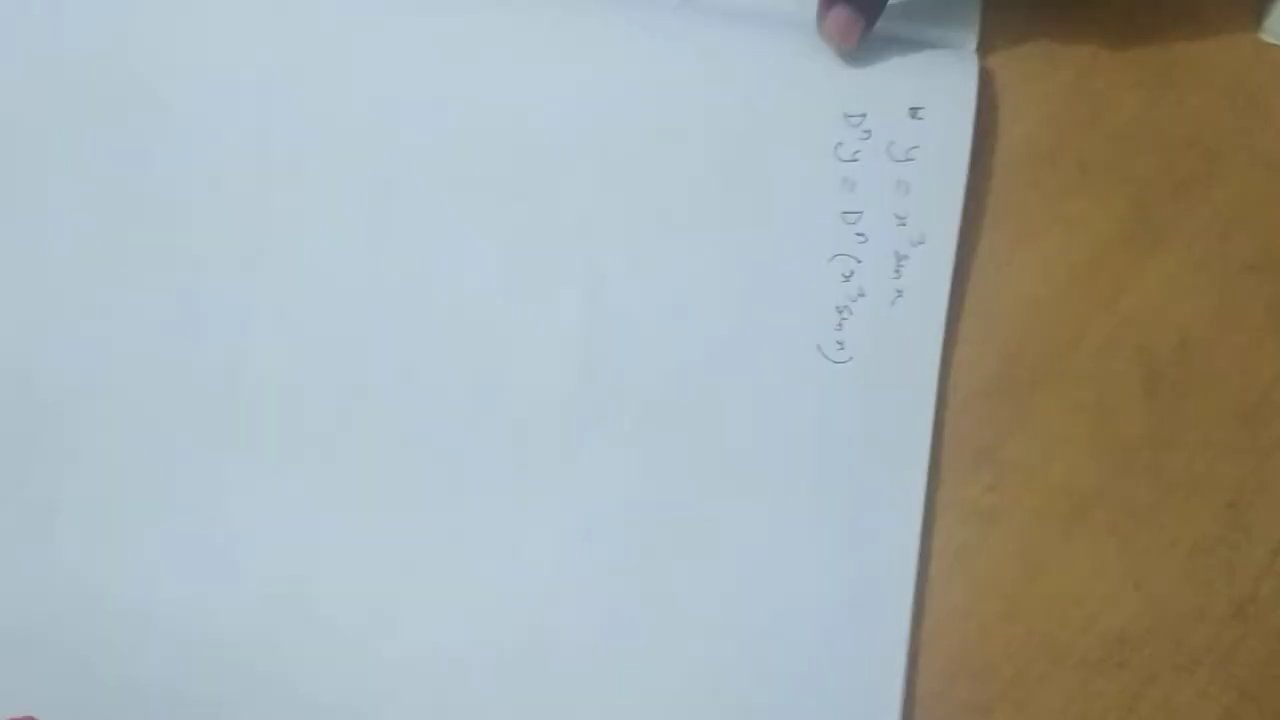 y = x³ sin x
Dⁿy = Dⁿ (x³ sin x)